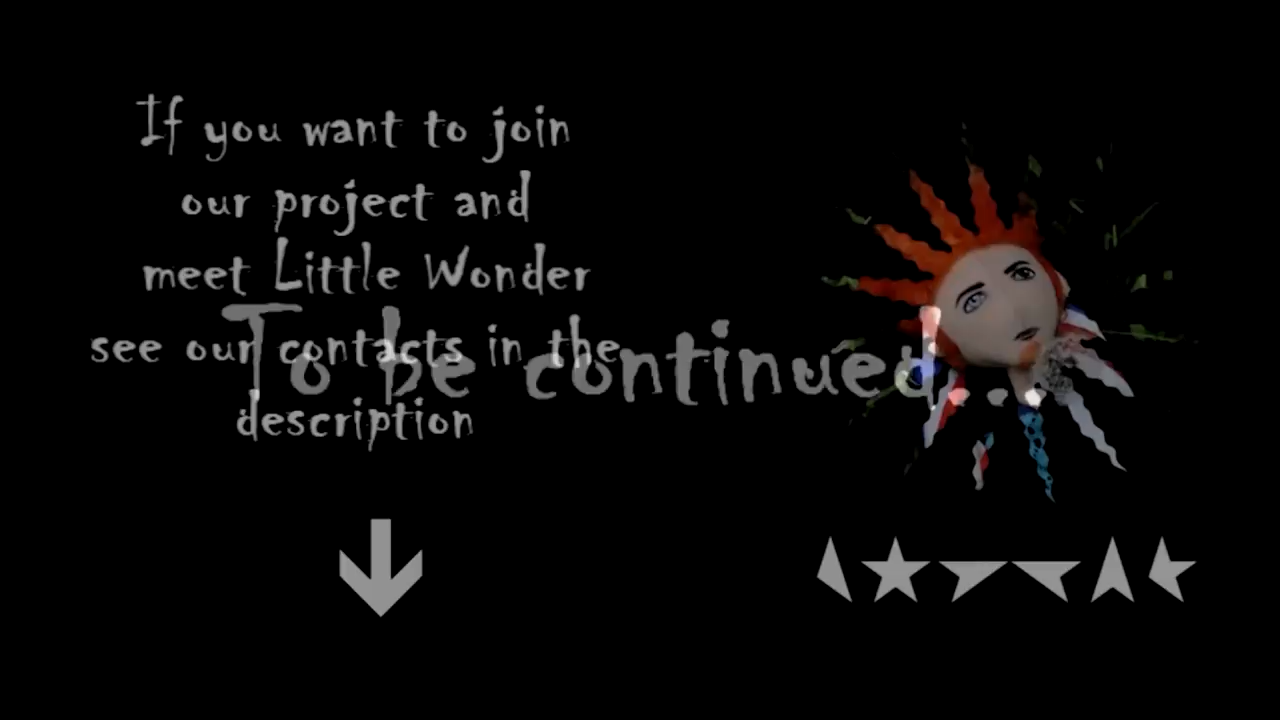 If you want to join
our project and
meet Little Wonder
see our contacts in the
To be continued...
description